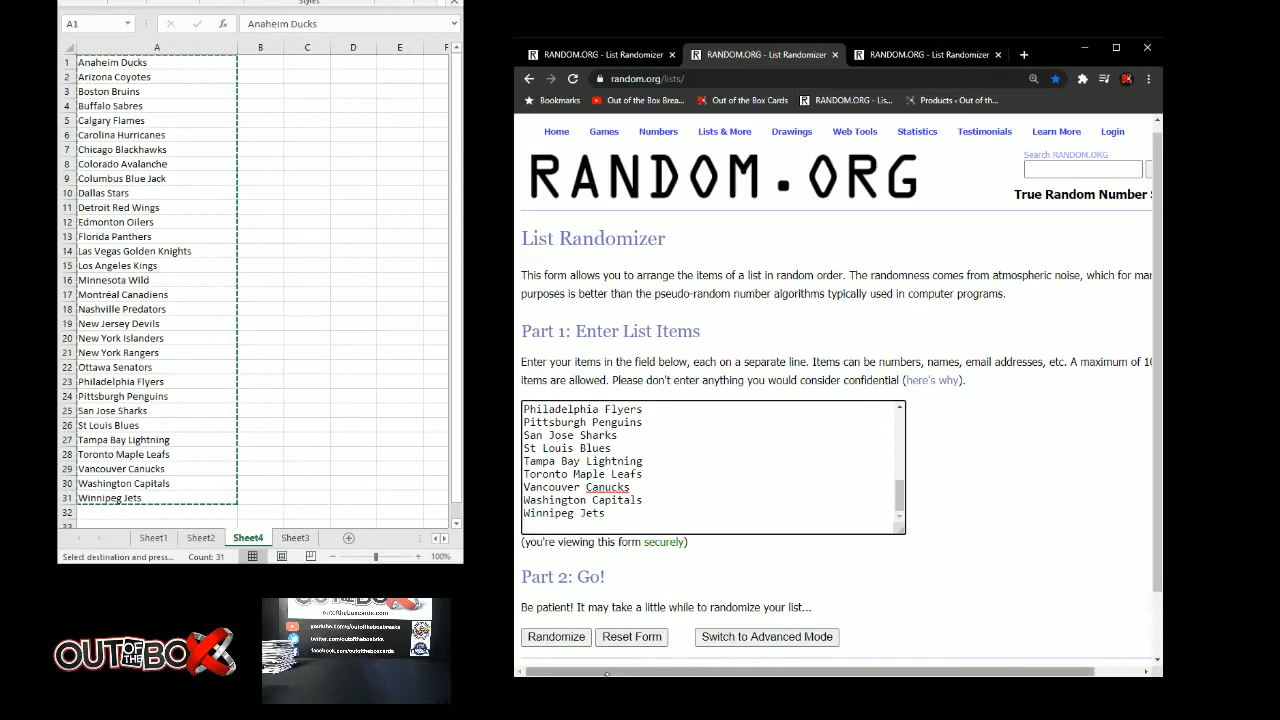 Styles
A1
Anaheim Ducks
A B C D E F
1 Anaheim Ducks
2 Arizona Coyotes
3 Boston Bruins
4 Buffalo Sabres
5 Calgary Flames
6 Carolina Hurricanes
7 Chicago Blackhawks
8 Colorado Avalanche
9 Columbus Blue Jack
10 Dallas Stars
11 Detroit Red Wings
12 Edmonton Oilers
13 Florida Panthers
14 Las Vegas Golden Knights
15 Los Angeles Kings
16 Minnesota Wild
17 Montréal Canadiens
18 Nashville Predators
19 New Jersey Devils
20 New York Islanders
21 New York Rangers
22 Ottawa Senators
23 Philadelphia Flyers
24 Pittsburgh Penguins
25 San Jose Sharks
26 St Louis Blues
27 Tampa Bay Lightning
28 Toronto Maple Leafs
29 Vancouver Canucks
30 Washington Capitals
31 Winnipeg Jets
32
33
Sheet1 Sheet2 Sheet4 Sheet3
Select destination and press... Count: 31 100%
OUT OF THE BOX
outoftheboxcards.com
twitter.com/outoftheboxbrks
facebook.com/outoftheboxcards
RANDOM.ORG - List Randomizer
RANDOM.ORG - List Randomizer
RANDOM.ORG - List Randomizer
random.org/lists/
Bookmarks Out of the Box Brea... Out of the Box Cards RANDOM.ORG - Lis... Products ‹ Out of th...
Home Games Numbers Lists & More Drawings Web Tools Statistics Testimonials Learn More Login
RANDOM.ORG
Search RANDOM.ORG
True Random Number S
List Randomizer
This form allows you to arrange the items of a list in random order. The randomness comes from atmospheric noise, which for mar
purposes is better than the pseudo-random number algorithms typically used in computer programs.
Part 1: Enter List Items
Enter your items in the field below, each on a separate line. Items can be numbers, names, email addresses, etc. A maximum of 10
items are allowed. Please don't enter anything you would consider confidential (here's why).
Philadelphia Flyers
Pittsburgh Penguins
San Jose Sharks
St Louis Blues
Tampa Bay Lightning
Toronto Maple Leafs
Vancouver Canucks
Washington Capitals
Winnipeg Jets
(you're viewing this form securely)
Part 2: Go!
Be patient! It may take a little while to randomize your list...
Randomize Reset Form Switch to Advanced Mode